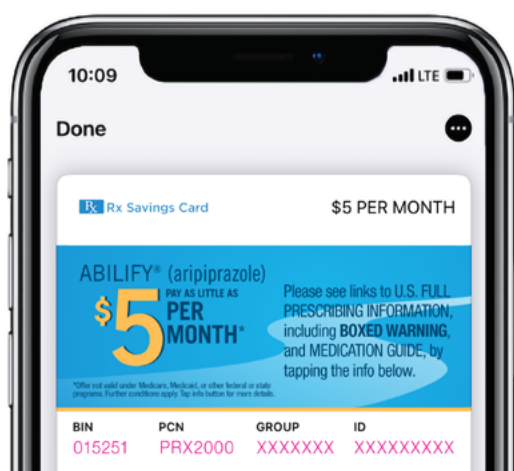 10:09
LTE
Done
Rx Rx Savings Card
$5 PER MONTH
ABILIFY® (aripiprazole)
PAY AS LITTLE AS
$5 PER
MONTH*
Please see links to U.S. FULL
PRESCRIBING INFORMATION,
including BOXED WARNING,
and MEDICATION GUIDE, by
tapping the info below.
*Offer not valid under Medicare, Medicaid, or other federal or state
programs. Further conditions apply. Tap info button for more details.
BIN PCN GROUP ID
015251 PRX2000 XXXXXXX XXXXXXXXX